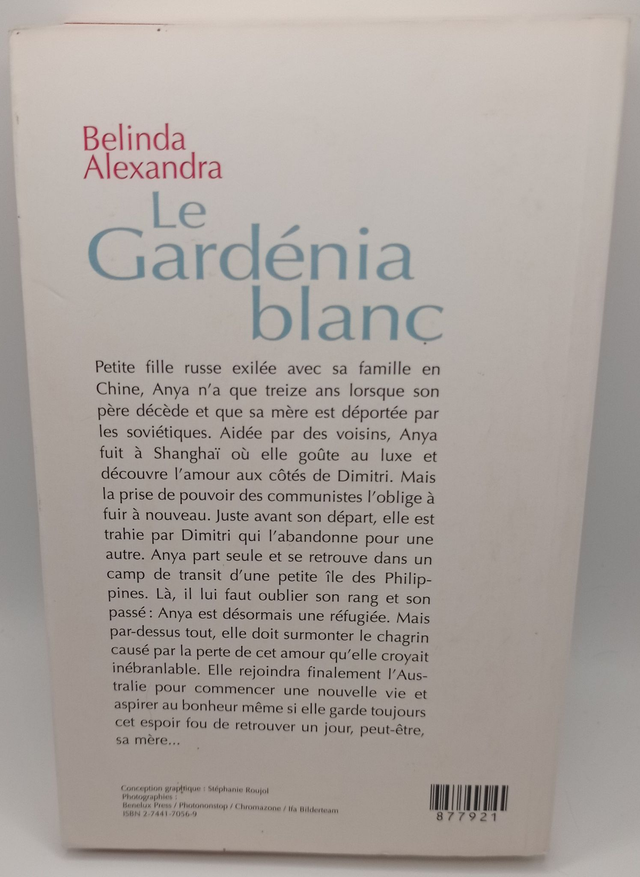 Belinda
Alexandra
Le
Gardénia
blanc
Petite fille russe exilée avec sa famille en
Chine, Anya n'a que treize ans lorsque son
père décède et que sa mère est déportée par
les soviétiques. Aidée par des voisins, Anya
fuit à Shanghaï où elle goûte au luxe et
découvre l'amour aux côtés de Dimitri. Mais
la prise de pouvoir des communistes l'oblige à
fuir à nouveau. Juste avant son départ, elle est
trahie par Dimitri qui l'abandonne pour une
autre. Anya part seule et se retrouve dans un
camp de transit d'une petite île des Philip-
pines. Là, il lui faut oublier son rang et son
passé : Anya est désormais une réfugiée. Mais
par-dessus tout, elle doit surmonter le chagrin
causé par la perte de cet amour qu'elle croyait
inébranlable. Elle rejoindra finalement l'Aus-
tralie pour commencer une nouvelle vie et
aspirer au bonheur même si elle garde toujours
cet espoir fou de retrouver un jour, peut-être,
sa mère...
Conception graphique : Stéphanie Roujol
Photographies :
Benelux Press / Photononstop / Chromazone / Ifa Bilderteam
ISBN 2-7441-7056-9
877921